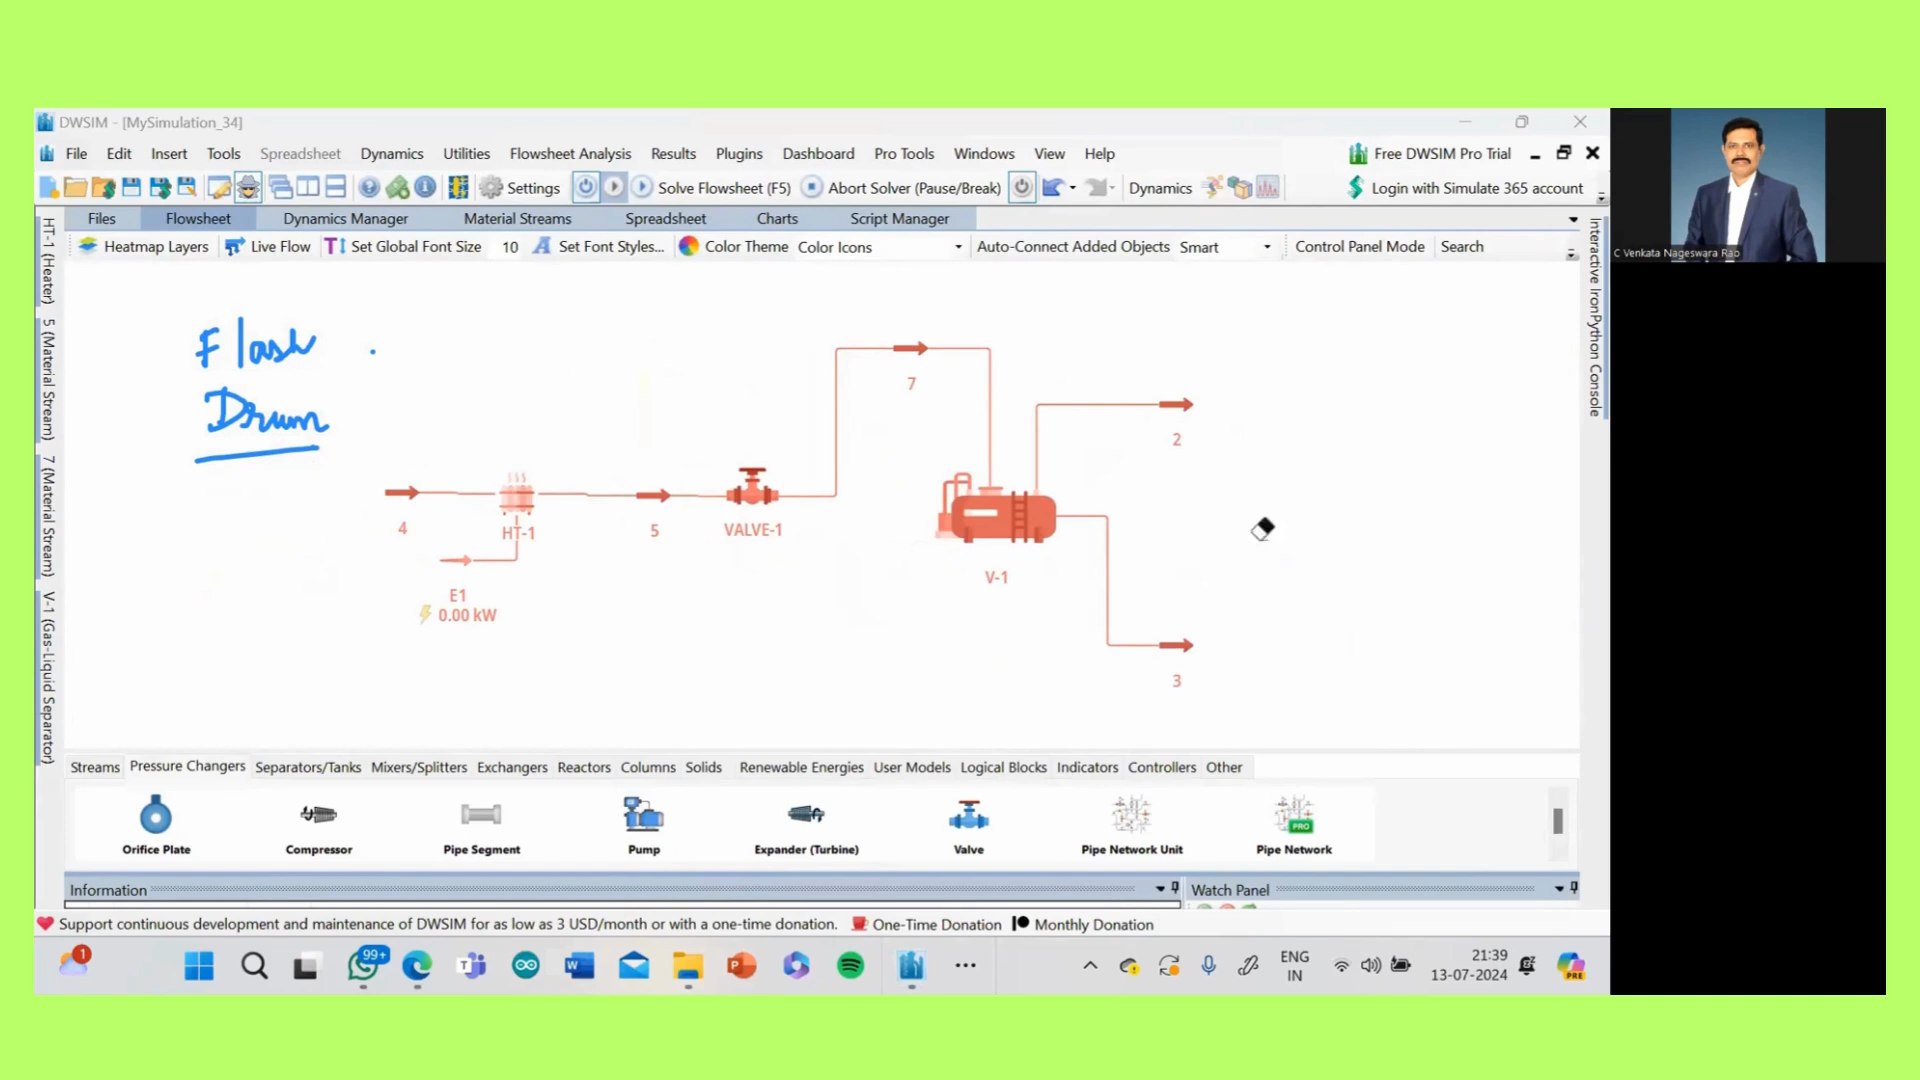 DWSIM - [MySimulation_34]
File Edit Insert Tools Spreadsheet Dynamics Utilities Flowsheet Analysis Results Plugins Dashboard Pro Tools Windows View Help Free DWSIM Pro Trial
Settings Solve Flowsheet (F5) Abort Solver (Pause/Break) Dynamics Login with Simulate 365 account
Files Flowsheet Dynamics Manager Material Streams Spreadsheet Charts Script Manager
Heatmap Layers Live Flow Set Global Font Size 10 Set Font Styles... Color Theme Color Icons Auto-Connect Added Objects Smart Control Panel Mode Search
C Venkata Nageswara Rao
HT-1 (Heater)
5 (Material Stream)
7 (Material Stream)
V-1 (Gas-Liquid Separator)
Interactive IronPython Console
Flash
Drum
7
2
4
HT-1
5
VALVE-1
V-1
E1
0.00 kW
3
Streams Pressure Changers Separators/Tanks Mixers/Splitters Exchangers Reactors Columns Solids Renewable Energies User Models Logical Blocks Indicators Controllers Other
PRO
Orifice Plate Compressor Pipe Segment Pump Expander (Turbine) Valve Pipe Network Unit Pipe Network
Information Watch Panel
Support continuous development and maintenance of DWSIM for as low as 3 USD/month or with a one-time donation. One-Time Donation Monthly Donation
1 99+ ENG 21:39
IN 13-07-2024 PRE